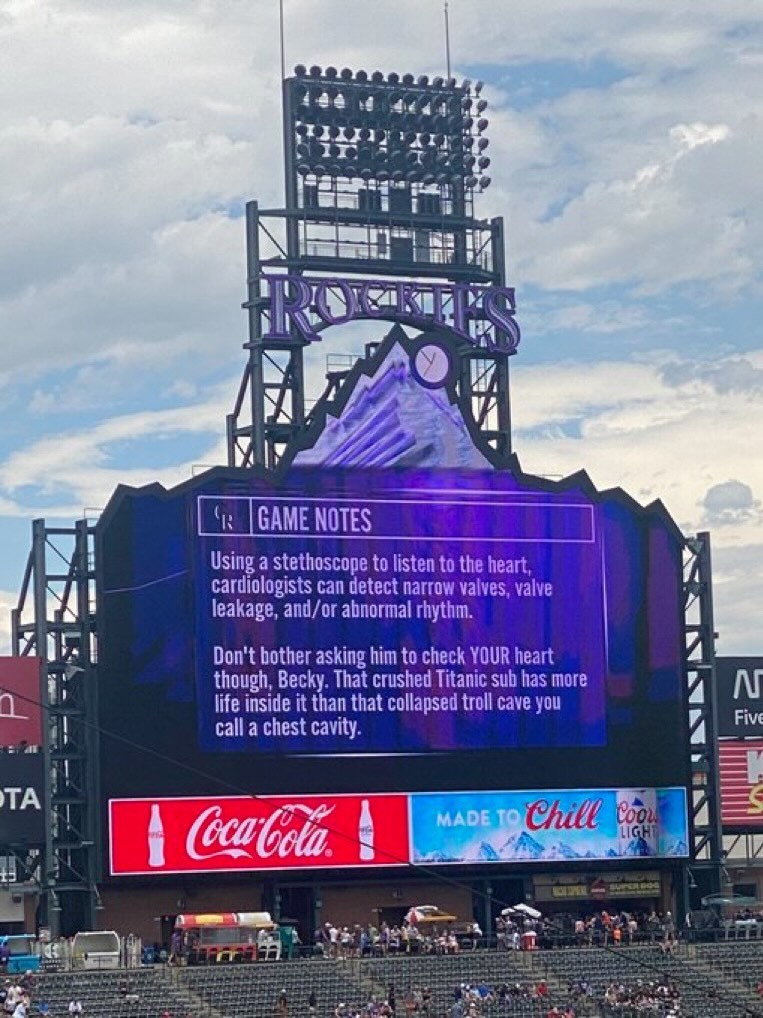 ROCKIES
CR GAME NOTES
Using a stethoscope to listen to the heart,
cardiologists can detect narrow valves, valve
leakage, and/or abnormal rhythm.
Don't bother asking him to check YOUR heart
though, Becky. That crushed Titanic sub has more
life inside it than that collapsed troll cave you
call a chest cavity.
Coca-Cola
MADE TO Chill
Coors
LIGHT
OTA
Five
SUPER DOG